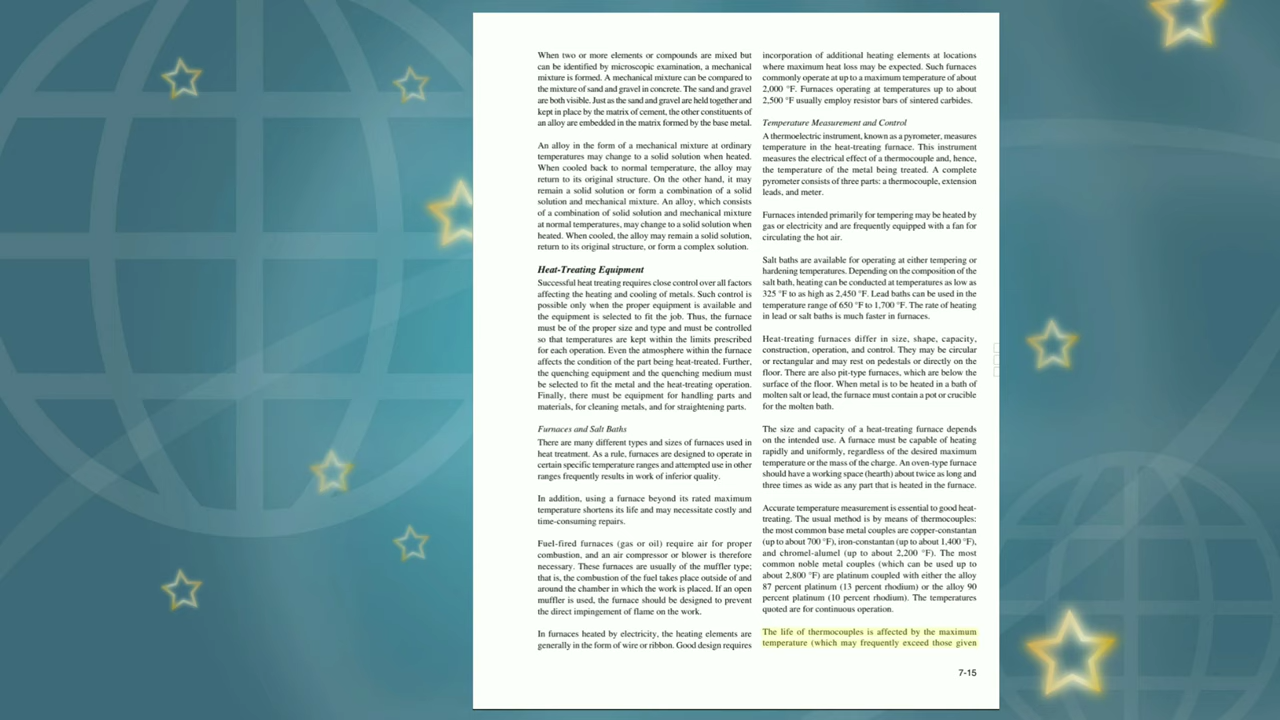 When two or more elements or compounds are mixed but
can be identified by microscopic examination, a mechanical
mixture is formed. A mechanical mixture can be compared to
the mixture of sand and gravel in concrete. The sand and gravel
are both visible. Just as the sand and gravel are held together and
kept in place by the matrix of cement, the other constituents of
an alloy are embedded in the matrix formed by the base metal.
An alloy in the form of a mechanical mixture at ordinary
temperatures may change to a solid solution when heated.
When cooled back to normal temperature, the alloy may
return to its original structure. On the other hand, it may
remain a solid solution or form a combination of a solid
solution and mechanical mixture. An alloy, which consists
of a combination of solid solution and mechanical mixture
at normal temperatures, may change to a solid solution when
heated. When cooled, the alloy may remain a solid solution,
return to its original structure, or form a complex solution.
Heat-Treating Equipment
Successful heat treating requires close control over all factors
affecting the heating and cooling of metals. Such control is
possible only when the proper equipment is available and
the equipment is selected to fit the job. Thus, the furnace
must be of the proper size and type and must be controlled
so that temperatures are kept within the limits prescribed
for each operation. Even the atmosphere within the furnace
affects the condition of the part being heat-treated. Further,
the quenching equipment and the quenching medium must
be selected to fit the metal and the heat-treating operation.
Finally, there must be equipment for handling parts and
materials, for cleaning metals, and for straightening parts.
Furnaces and Salt Baths
There are many different types and sizes of furnaces used in
heat treatment. As a rule, furnaces are designed to operate in
certain specific temperature ranges and attempted use in other
ranges frequently results in work of inferior quality.
In addition, using a furnace beyond its rated maximum
temperature shortens its life and may necessitate costly and
time-consuming repairs.
Fuel-fired furnaces (gas or oil) require air for proper
combustion, and an air compressor or blower is therefore
necessary. These furnaces are usually of the muffler type;
that is, the combustion of the fuel takes place outside of and
around the chamber in which the work is placed. If an open
muffler is used, the furnace should be designed to prevent
the direct impingement of flame on the work.
In furnaces heated by electricity, the heating elements are
generally in the form of wire or ribbon. Good design requires
incorporation of additional heating elements at locations
where maximum heat loss may be expected. Such furnaces
commonly operate at up to a maximum temperature of about
2,000 °F. Furnaces operating at temperatures up to about
2,500 °F usually employ resistor bars of sintered carbides.
Temperature Measurement and Control
A thermoelectric instrument, known as a pyrometer, measures
temperature in the heat-treating furnace. This instrument
measures the electrical effect of a thermocouple and, hence,
the temperature of the metal being treated. A complete
pyrometer consists of three parts: a thermocouple, extension
leads, and meter.
Furnaces intended primarily for tempering may be heated by
gas or electricity and are frequently equipped with a fan for
circulating the hot air.
Salt baths are available for operating at either tempering or
hardening temperatures. Depending on the composition of the
salt bath, heating can be conducted at temperatures as low as
325 °F to as high as 2,450 °F. Lead baths can be used in the
temperature range of 650 °F to 1,700 °F. The rate of heating
in lead or salt baths is much faster in furnaces.
Heat-treating furnaces differ in size, shape, capacity,
construction, operation, and control. They may be circular
or rectangular and may rest on pedestals or directly on the
floor. There are also pit-type furnaces, which are below the
surface of the floor. When metal is to be heated in a bath of
molten salt or lead, the furnace must contain a pot or crucible
for the molten bath.
The size and capacity of a heat-treating furnace depends
on the intended use. A furnace must be capable of heating
rapidly and uniformly, regardless of the desired maximum
temperature or the mass of the charge. An oven-type furnace
should have a working space (hearth) about twice as long and
three times as wide as any part that is heated in the furnace.
Accurate temperature measurement is essential to good heat-
treating. The usual method is by means of thermocouples:
the most common base metal couples are copper-constantan
(up to about 700 °F), iron-constantan (up to about 1,400 °F),
and chromel-alumel (up to about 2,200 °F). The most
common noble metal couples (which can be used up to
about 2,800 °F) are platinum coupled with either the alloy
87 percent platinum (13 percent rhodium) or the alloy 90
percent platinum (10 percent rhodium). The temperatures
quoted are for continuous operation.
The life of thermocouples is affected by the maximum
temperature (which may frequently exceed those given
7-15